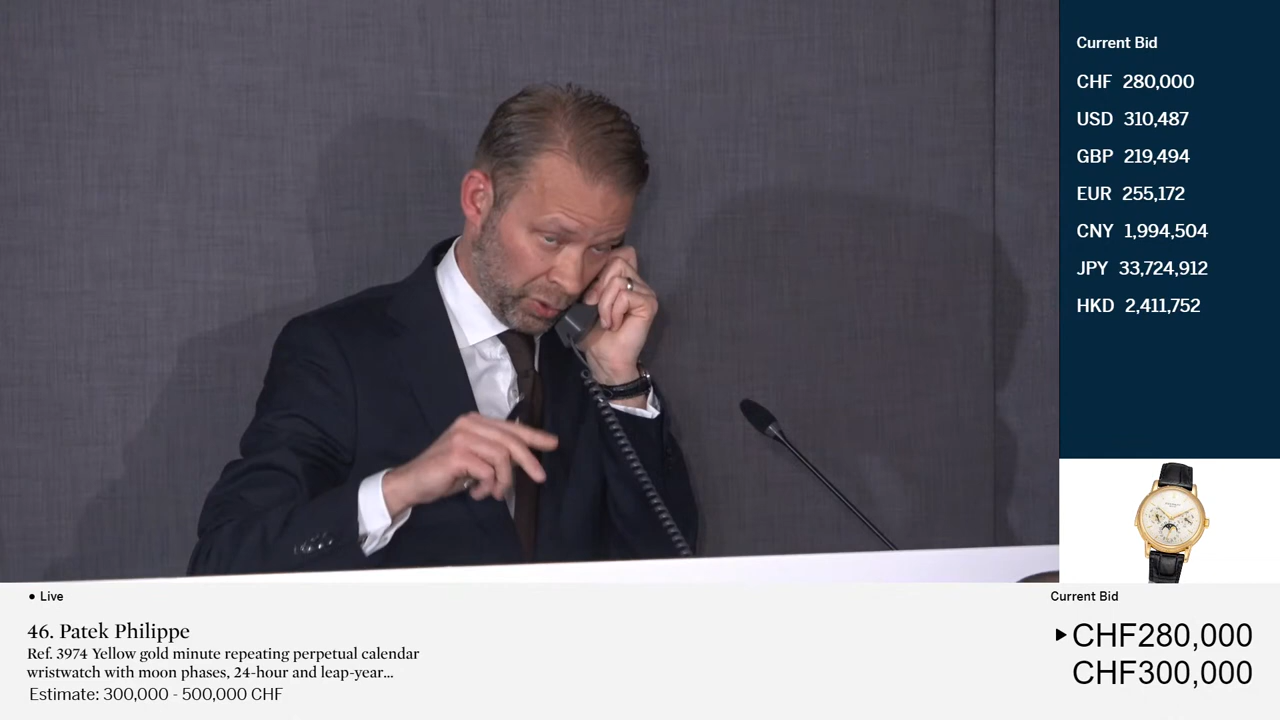 Current Bid
CHF 280,000
USD 310,487
GBP 219,494
EUR 255,172
CNY 1,994,504
JPY 33,724,912
HKD 2,411,752
• Live
46. Patek Philippe
Ref. 3974 Yellow gold minute repeating perpetual calendar
wristwatch with moon phases, 24-hour and leap-year...
Estimate: 300,000 - 500,000 CHF
Current Bid
CHF280,000
CHF300,000